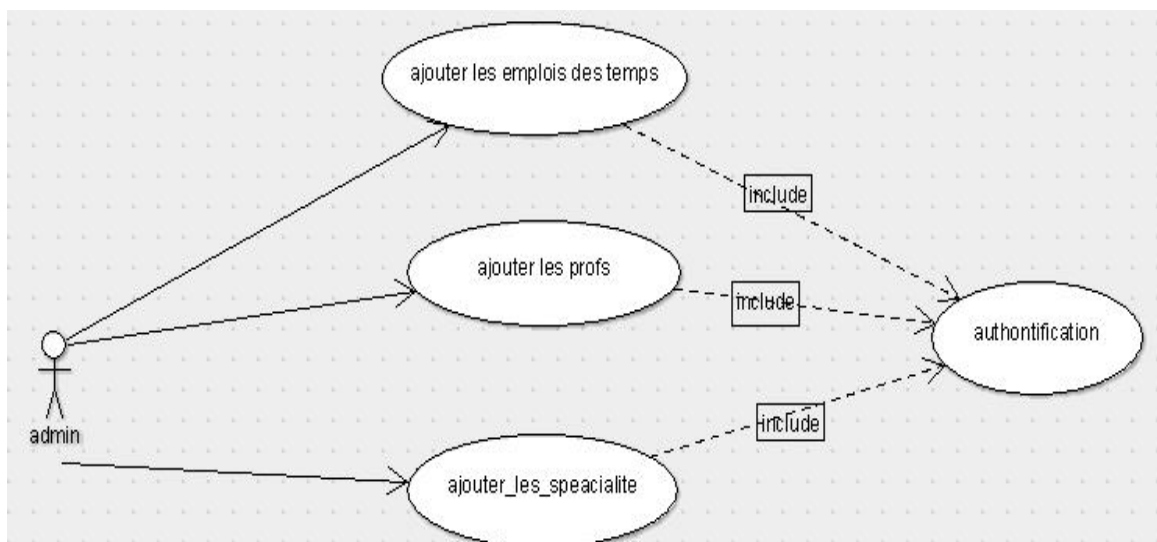 ajouter les emplois des temps
include
ajouter les profs
include
authontification
admin
include
ajouter_les_speacialite